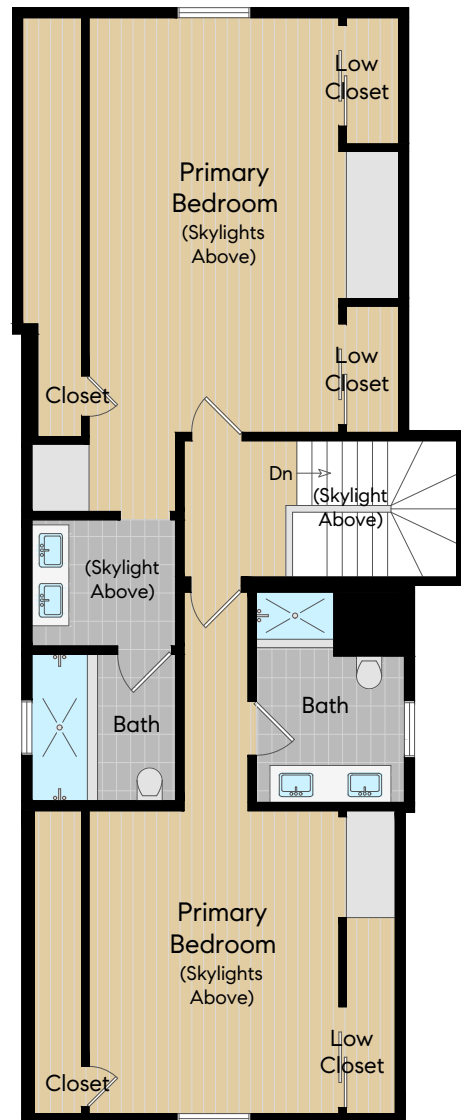 Low
Closet
Primary
Bedroom
(Skylights
Above)
Low
Closet
Closet
Dn
(Skylight
Above)
(Skylight
Above)
Bath
Bath
Primary
Bedroom
(Skylights
Above)
Low
Closet
Closet